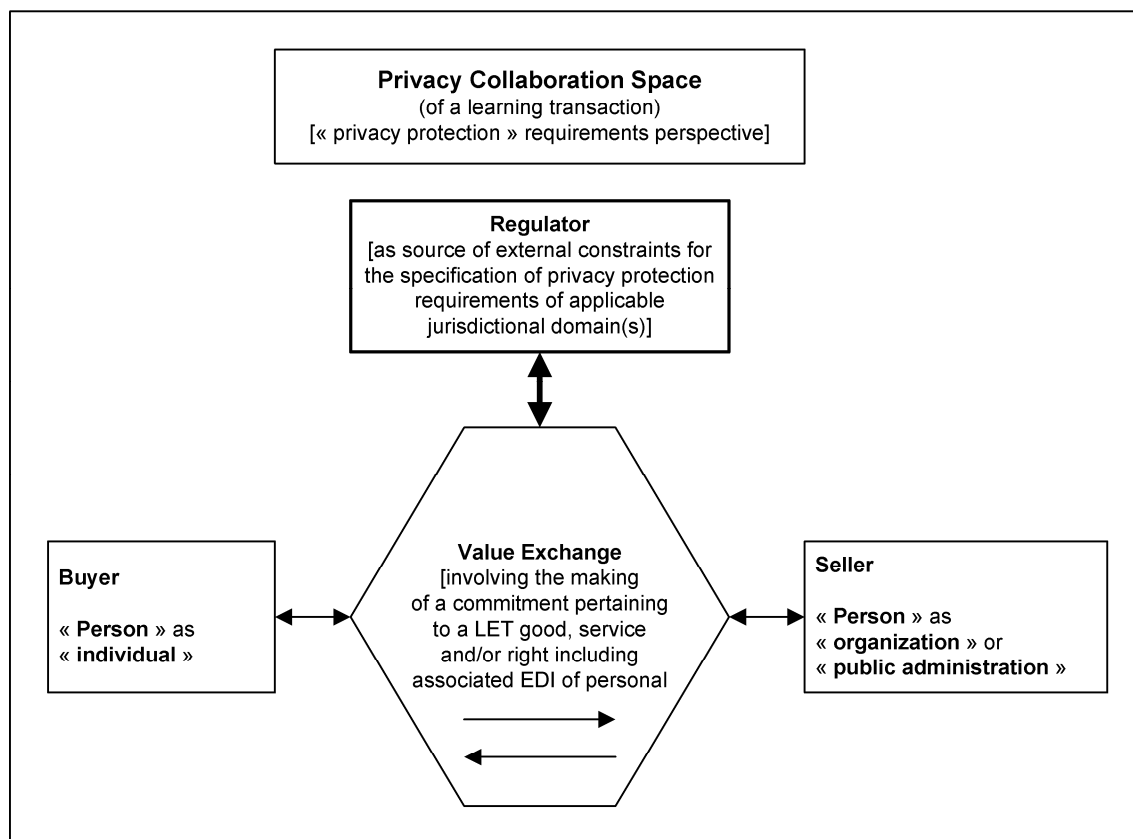 Privacy Collaboration Space
(of a learning transaction)
[« privacy protection » requirements perspective]
Regulator
[as source of external constraints for
the specification of privacy protection
requirements of applicable
jurisdictional domain(s)]
Buyer
« Person » as
« individual »
Value Exchange
[involving the making
of a commitment pertaining
to a LET good, service
and/or right including
associated EDI of personal
Seller
« Person » as
« organization » or
« public administration »